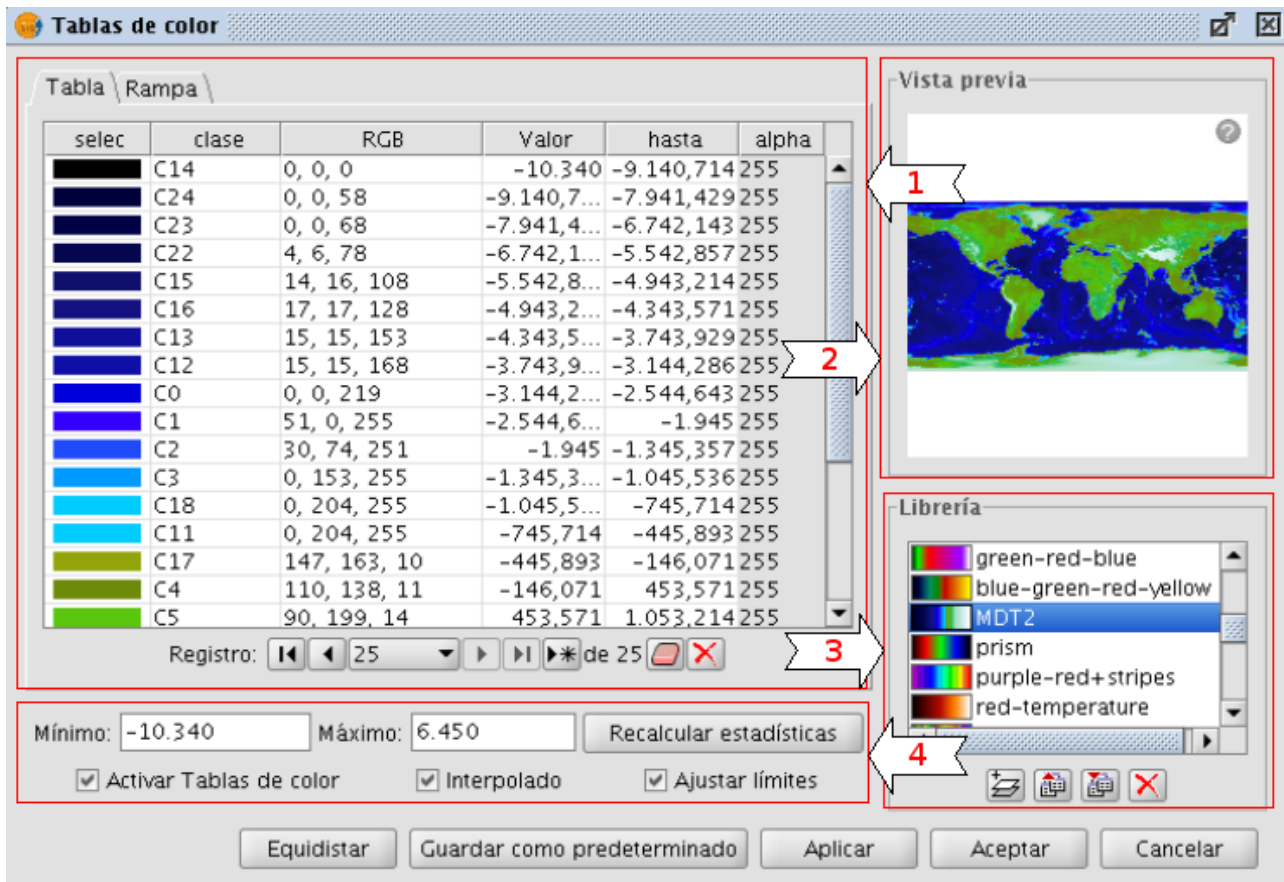 Tablas de color
Tabla
Rampa
selec clase RGB Valor hasta alpha
C14 0, 0, 0 -10.340 -9.140,714 255
C24 0, 0, 58 -9.140,7... -7.941,429 255
C23 0, 0, 68 -7.941,4... -6.742,143 255
C22 4, 6, 78 -6.742,1... -5.542,857 255
C15 14, 16, 108 -5.542,8... -4.943,214 255
C16 17, 17, 128 -4.943,2... -4.343,571 255
C13 15, 15, 153 -4.343,5... -3.743,929 255
C12 15, 15, 168 -3.743,9... -3.144,286 255
C0 0, 0, 219 -3.144,2... -2.544,643 255
C1 51, 0, 255 -2.544,6... -1.945 255
C2 30, 74, 251 -1.945 -1.345,357 255
C3 0, 153, 255 -1.345,3... -1.045,536 255
C18 0, 204, 255 -1.045,5... -745,714 255
C11 0, 204, 255 -745,714 -445,893 255
C17 147, 163, 10 -445,893 -146,071 255
C4 110, 138, 11 -146,071 453,571 255
C5 90, 199, 14 453,571 1.053,214 255
Registro: 25 de 25
1
Vista previa
?
2
Librería
green-red-blue
blue-green-red-yellow
MDT2
prism
purple-red+stripes
red-temperature
3
Mínimo: -10.340 Máximo: 6.450 Recalcular estadísticas
Activar Tablas de color Interpolado Ajustar límites
4
Equidistar Guardar como predeterminado Aplicar Aceptar Cancelar